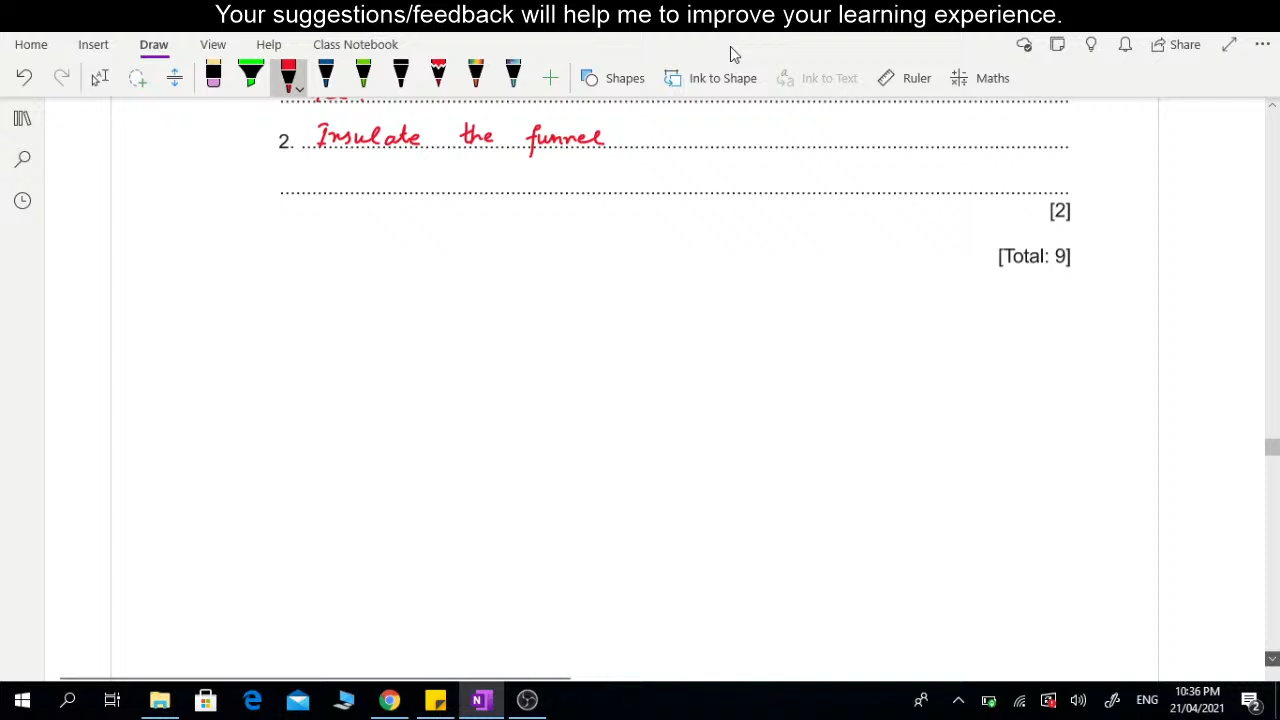 Your suggestions/feedback will help me to improve your learning experience.
Home Insert Draw View Help Class Notebook Share
Shapes Ink to Shape Ink to Text Ruler Maths
2. Insulate the funnel
[2]
[Total: 9]
ENG
10:36 PM
21/04/2021
2